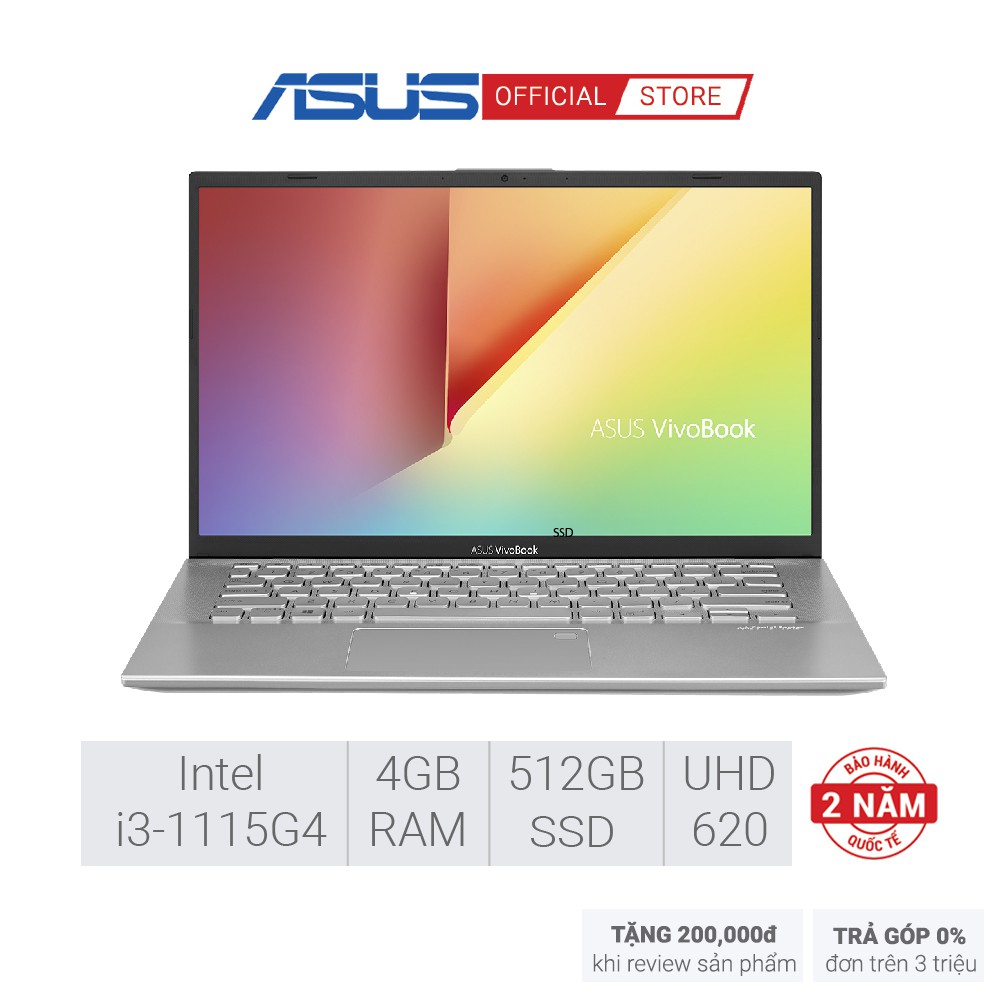 ASUS OFFICIAL STORE
ASUS VivoBook
SSD
ASUS VivoBook
Intel
i3-1115G4
4GB
RAM
512GB
SSD
UHD
620
BẢO HÀNH
2 NĂM
QUỐC TẾ
TẶNG 200,000đ
khi review sản phẩm
TRẢ GÓP 0%
đơn trên 3 triệu